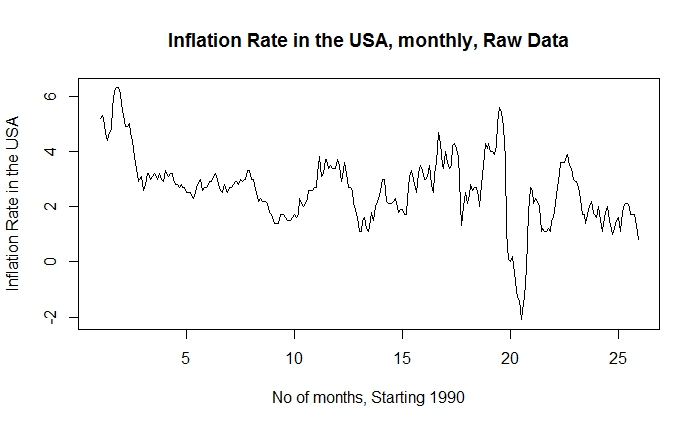 Inflation Rate in the USA, monthly, Raw Data
Inflation Rate in the USA
6
4
2
0
-2
5 10 15 20 25
No of months, Starting 1990